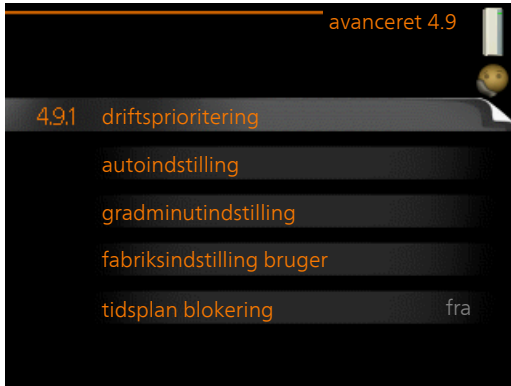 avanceret 4.9
4.9.1 driftsprioritering
autoindstilling
gradminutindstilling
fabriksindstilling bruger
tidsplan blokering fra